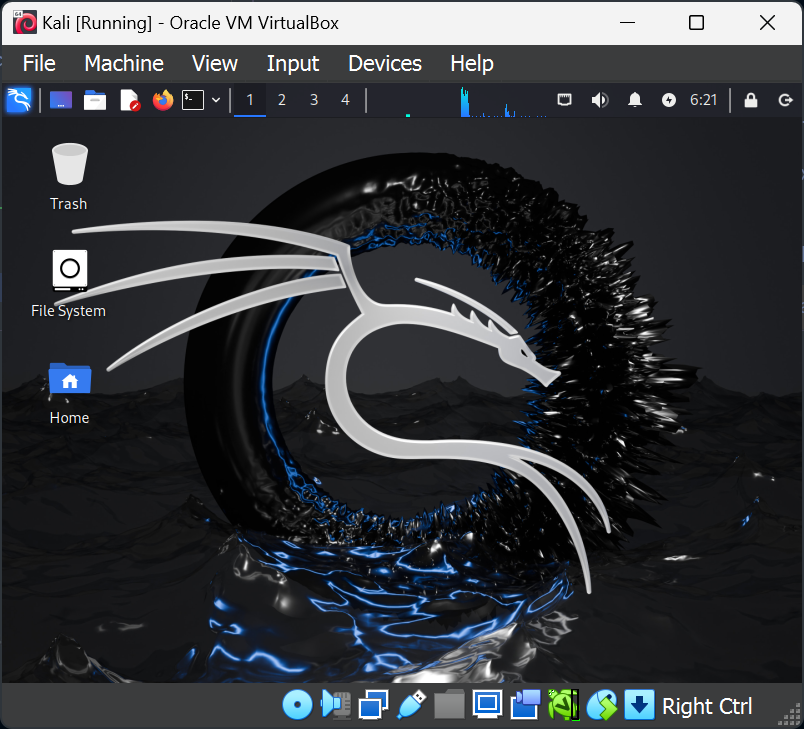 Kali [Running] - Oracle VM VirtualBox
File Machine View Input Devices Help
1 2 3 4 6:21
Trash
File System
Home
Right Ctrl